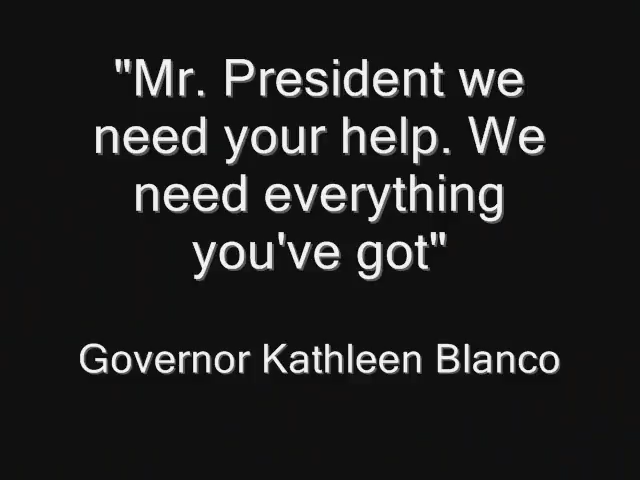 "Mr. President we
need your help. We
need everything
you've got"
Governor Kathleen Blanco